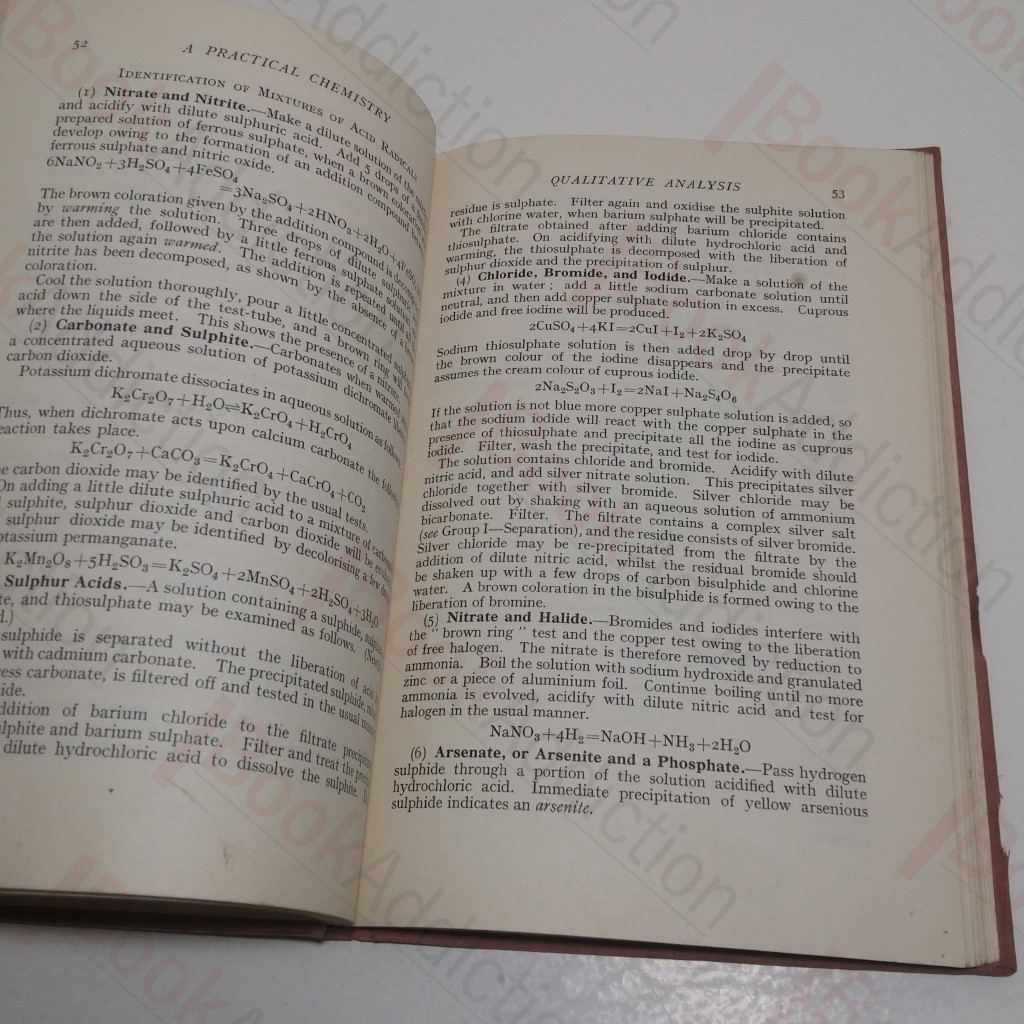 52
A PRACTICAL CHEMISTRY
IDENTIFICATION OF MIXTURES OF ACID RADICALS
(1) Nitrate and Nitrite.—Make a dilute solution of the
and acidify with dilute sulphuric acid. Add 3 drops of a
prepared solution of ferrous sulphate, when a brown
develop owing to the formation of an addition compound
ferrous sulphate and nitric oxide.
6NaNO₂+3H₂SO₄+4FeSO₄
=3Na₂SO₄+2HNO₃+2H₂O+4FeSO₄
The brown coloration given by the addition compound is
by warming the solution. Three drops of dilute
are then added, followed by a little ferrous sulphate
the solution again warmed. The addition is repeated until all
nitrite has been decomposed, as shown by the absence of a
coloration.
Cool the solution thoroughly, pour a little concentrated
acid down the side of the test-tube, and a brown ring will
where the liquids meet. This shows the presence of a nitrate.
(2) Carbonate and Sulphite.—Carbonates when warmed
a concentrated aqueous solution of potassium dichromate
carbon dioxide.
Potassium dichromate dissociates in aqueous solution as follows
K₂Cr₂O₇+H₂O⇌K₂CrO₄+H₂CrO₄
Thus, when dichromate acts upon calcium carbonate the
eaction takes place.
K₂Cr₂O₇+CaCO₃=K₂CrO₄+CaCrO₄+CO₂
e carbon dioxide may be identified by the usual tests.
On adding a little dilute sulphuric acid to a mixture of
sulphite, sulphur dioxide and carbon dioxide will be
sulphur dioxide may be identified by decolorising a few
otassium permanganate.
K₂Mn₂O₈+5H₂SO₃=K₂SO₄+2MnSO₄+2H₂SO₄+3H₂O
Sulphur Acids.—A solution containing a sulphide,
te, and thiosulphate may be examined as follows.
d.)
sulphide is separated without the liberation of
with cadmium carbonate. The precipitated sulphide,
ess carbonate, is filtered off and tested in the usual
ide.
ddition of barium chloride to the filtrate
lphite and barium sulphate. Filter and treat the
dilute hydrochloric acid to dissolve the sulphite.
QUALITATIVE ANALYSIS
53
residue is sulphate. Filter again and oxidise the sulphite solution
with chlorine water, when barium sulphate will be precipitated.
The filtrate obtained after adding barium chloride contains
thiosulphate. On acidifying with dilute hydrochloric acid and
warming, the thiosulphate is decomposed with the liberation of
sulphur dioxide and the precipitation of sulphur.
(4) Chloride, Bromide, and Iodide.—Make a solution of the
mixture in water; add a little sodium carbonate solution until
neutral, and then add copper sulphate solution in excess. Cuprous
iodide and free iodine will be produced.
2CuSO₄+4KI=2CuI+I₂+2K₂SO₄
Sodium thiosulphate solution is then added drop by drop until
the brown colour of the iodine disappears and the precipitate
assumes the cream colour of cuprous iodide.
2Na₂S₂O₃+I₂=2NaI+Na₂S₄O₆
If the solution is not blue more copper sulphate solution is added, so
that the sodium iodide will react with the copper sulphate in the
presence of thiosulphate and precipitate all the iodine as cuprous
iodide. Filter, wash the precipitate, and test for iodide.
The solution contains chloride and bromide. Acidify with dilute
nitric acid, and add silver nitrate solution. This precipitates silver
chloride together with silver bromide. Silver chloride may be
dissolved out by shaking with an aqueous solution of ammonium
bicarbonate. Filter. The filtrate contains a complex silver salt
(see Group I—Separation), and the residue consists of silver bromide.
Silver chloride may be re-precipitated from the filtrate by the
addition of dilute nitric acid, whilst the residual bromide should
be shaken up with a few drops of carbon bisulphide and chlorine
water. A brown coloration in the bisulphide is formed owing to the
liberation of bromine.
(5) Nitrate and Halide.—Bromides and iodides interfere with
the "brown ring" test and the copper test owing to the liberation
of free halogen. The nitrate is therefore removed by reduction to
ammonia. Boil the solution with sodium hydroxide and granulated
zinc or a piece of aluminium foil. Continue boiling until no more
ammonia is evolved, acidify with dilute nitric acid and test for
halogen in the usual manner.
NaNO₃+4H₂=NaOH+NH₃+2H₂O
(6) Arsenate, or Arsenite and a Phosphate.—Pass hydrogen
sulphide through a portion of the solution acidified with dilute
hydrochloric acid. Immediate precipitation of yellow arsenious
sulphide indicates an arsenite.
BookAddiction